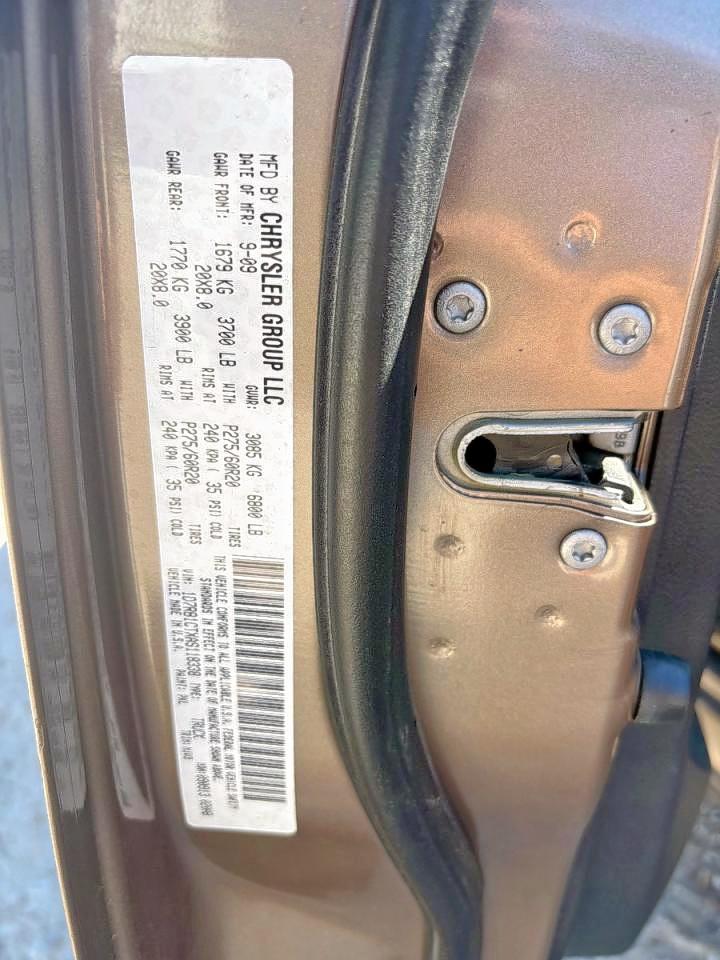 MFD BY CHRYSLER GROUP LLC
DATE OF MFR: 9-09 GVWR: 3085 KG 6800 LB
GAWR FRONT: 1679 KG 3700 LB WITH P275/60R20 TIRES
20X8.0 RIMS AT 240 KPA ( 35 PSI) COLD
GAWR REAR: 1770 KG 3900 LB WITH P275/60R20 TIRES
20X8.0 RIMS AT 240 KPA ( 35 PSI) COLD
THIS VEHICLE CONFORMS TO ALL APPLICABLE U.S.A. FEDERAL MOTOR VEHICLE SAFETY
STANDARDS IN EFFECT ON THE DATE OF MANUFACTURE SHOWN ABOVE.
VIN: TYPE: TRUCK
VEHICLE MADE IN U.S.A. PAINT: